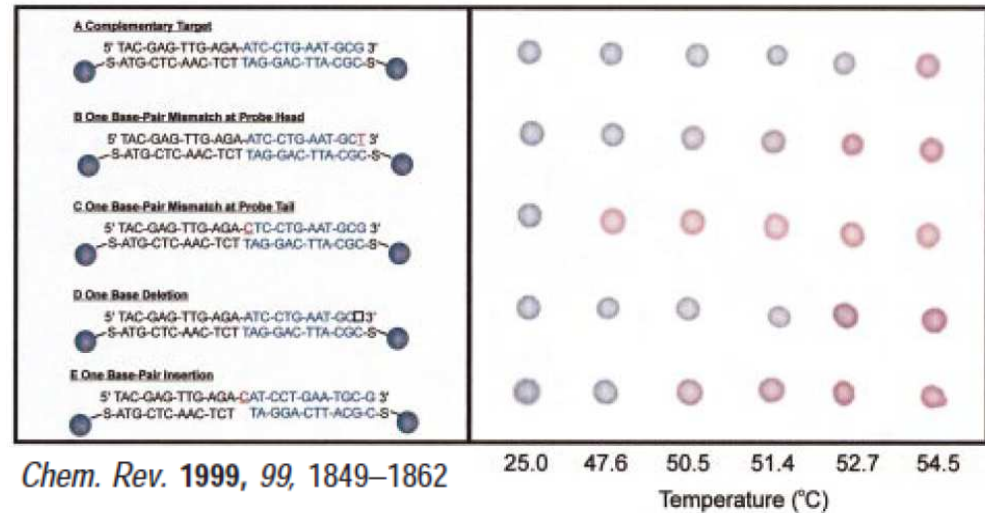 A Complementary Target
5' TAC-GAG-TTG-AGA-ATC-CTG-AAT-GCG 3'
S-ATG-CTC-AAC-TCT TAG-GAC-TTA-CGC-S
B One Base-Pair Mismatch at Probe Head
5' TAC-GAG-TTG-AGA-ATC-CTG-AAT-GCT 3'
S-ATG-CTC-AAC-TCT TAG-GAC-TTA-CGC-S
C One Base-Pair Mismatch at Probe Tail
5' TAC-GAG-TTG-AGA-CTC-CTG-AAT-GCG 3'
S-ATG-CTC-AAC-TCT TAG-GAC-TTA-CGC-S
D One Base Deletion
5' TAC-GAG-TTG-AGA-ATC-CTG-AAT-GC☐ 3'
S-ATG-CTC-AAC-TCT TAG-GAC-TTA-CGC-S
E One Base-Pair Insertion
5' TAC-GAG-TTG-AGA-CAT-CCT-GAA-TGC-G 3'
S-ATG-CTC-AAC-TCT TA-GGA-CTT-ACG-C-S
Chem. Rev. 1999, 99, 1849–1862
25.0 47.6 50.5 51.4 52.7 54.5
Temperature (°C)